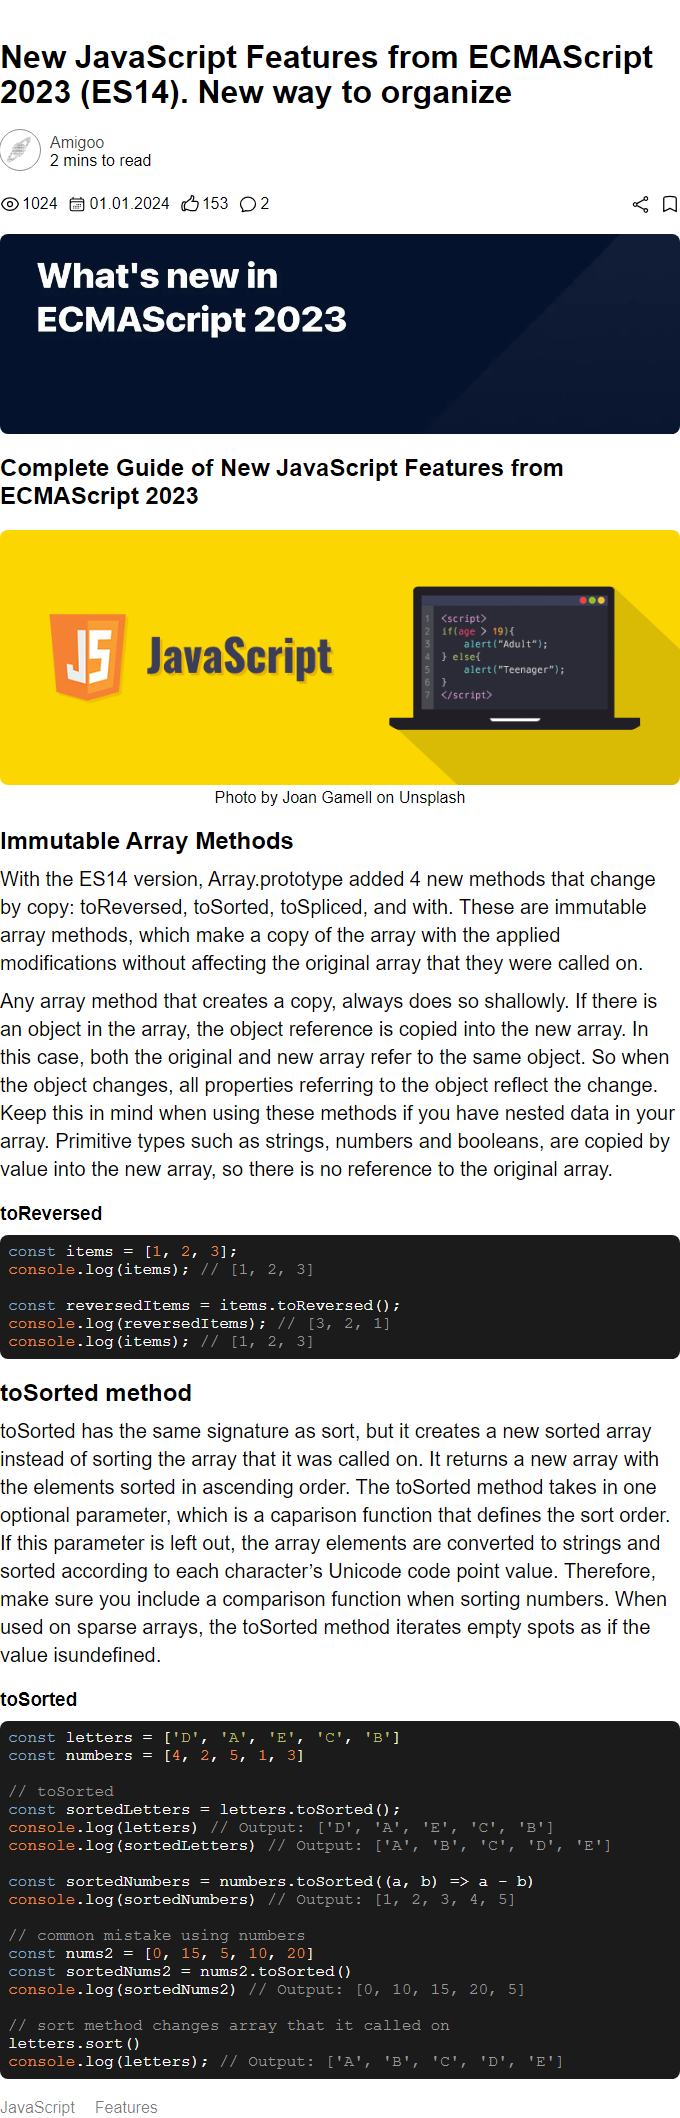 New JavaScript Features from ECMAScript
2023 (ES14). New way to organize
Amigoo
2 mins to read
1024 01.01.2024 153 2
What's new in
ECMAScript 2023
Complete Guide of New JavaScript Features from
ECMAScript 2023
JS JavaScript
1 <script>
2 if(age > 19){
3 alert("Adult");
4 } else{
5 alert("Teenager");
6 }
7 </script>
Photo by Joan Gamell on Unsplash
Immutable Array Methods
With the ES14 version, Array.prototype added 4 new methods that change
by copy: toReversed, toSorted, toSpliced, and with. These are immutable
array methods, which make a copy of the array with the applied
modifications without affecting the original array that they were called on.
Any array method that creates a copy, always does so shallowly. If there is
an object in the array, the object reference is copied into the new array. In
this case, both the original and new array refer to the same object. So when
the object changes, all properties referring to the object reflect the change.
Keep this in mind when using these methods if you have nested data in your
array. Primitive types such as strings, numbers and booleans, are copied by
value into the new array, so there is no reference to the original array.
toReversed
const items = [1, 2, 3];
console.log(items); // [1, 2, 3]
const reversedItems = items.toReversed();
console.log(reversedItems); // [3, 2, 1]
console.log(items); // [1, 2, 3]
toSorted method
toSorted has the same signature as sort, but it creates a new sorted array
instead of sorting the array that it was called on. It returns a new array with
the elements sorted in ascending order. The toSorted method takes in one
optional parameter, which is a caparison function that defines the sort order.
If this parameter is left out, the array elements are converted to strings and
sorted according to each character’s Unicode code point value. Therefore,
make sure you include a comparison function when sorting numbers. When
used on sparse arrays, the toSorted method iterates empty spots as if the
value isundefined.
toSorted
const letters = ['D', 'A', 'E', 'C', 'B']
const numbers = [4, 2, 5, 1, 3]
// toSorted
const sortedLetters = letters.toSorted();
console.log(letters) // Output: ['D', 'A', 'E', 'C', 'B']
console.log(sortedLetters) // Output: ['A', 'B', 'C', 'D', 'E']
const sortedNumbers = numbers.toSorted((a, b) => a - b)
console.log(sortedNumbers) // Output: [1, 2, 3, 4, 5]
// common mistake using numbers
const nums2 = [0, 15, 5, 10, 20]
const sortedNums2 = nums2.toSorted()
console.log(sortedNums2) // Output: [0, 10, 15, 20, 5]
// sort method changes array that it called on
letters.sort()
console.log(letters); // Output: ['A', 'B', 'C', 'D', 'E']
JavaScript Features